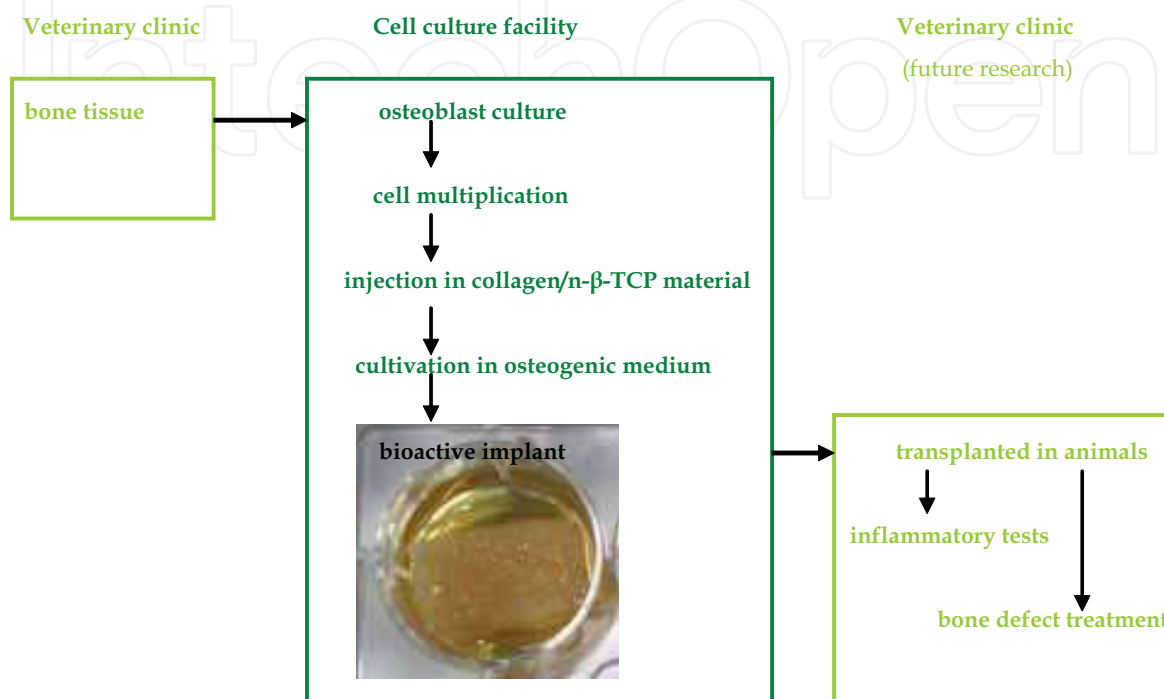 Veterinary clinic
Cell culture facility
Veterinary clinic
(future research)
IntechOpen
bone tissue
osteoblast culture
cell multiplication
injection in collagen/n-β-TCP material
cultivation in osteogenic medium
bioactive implant
transplanted in animals
inflammatory tests
bone defect treatment